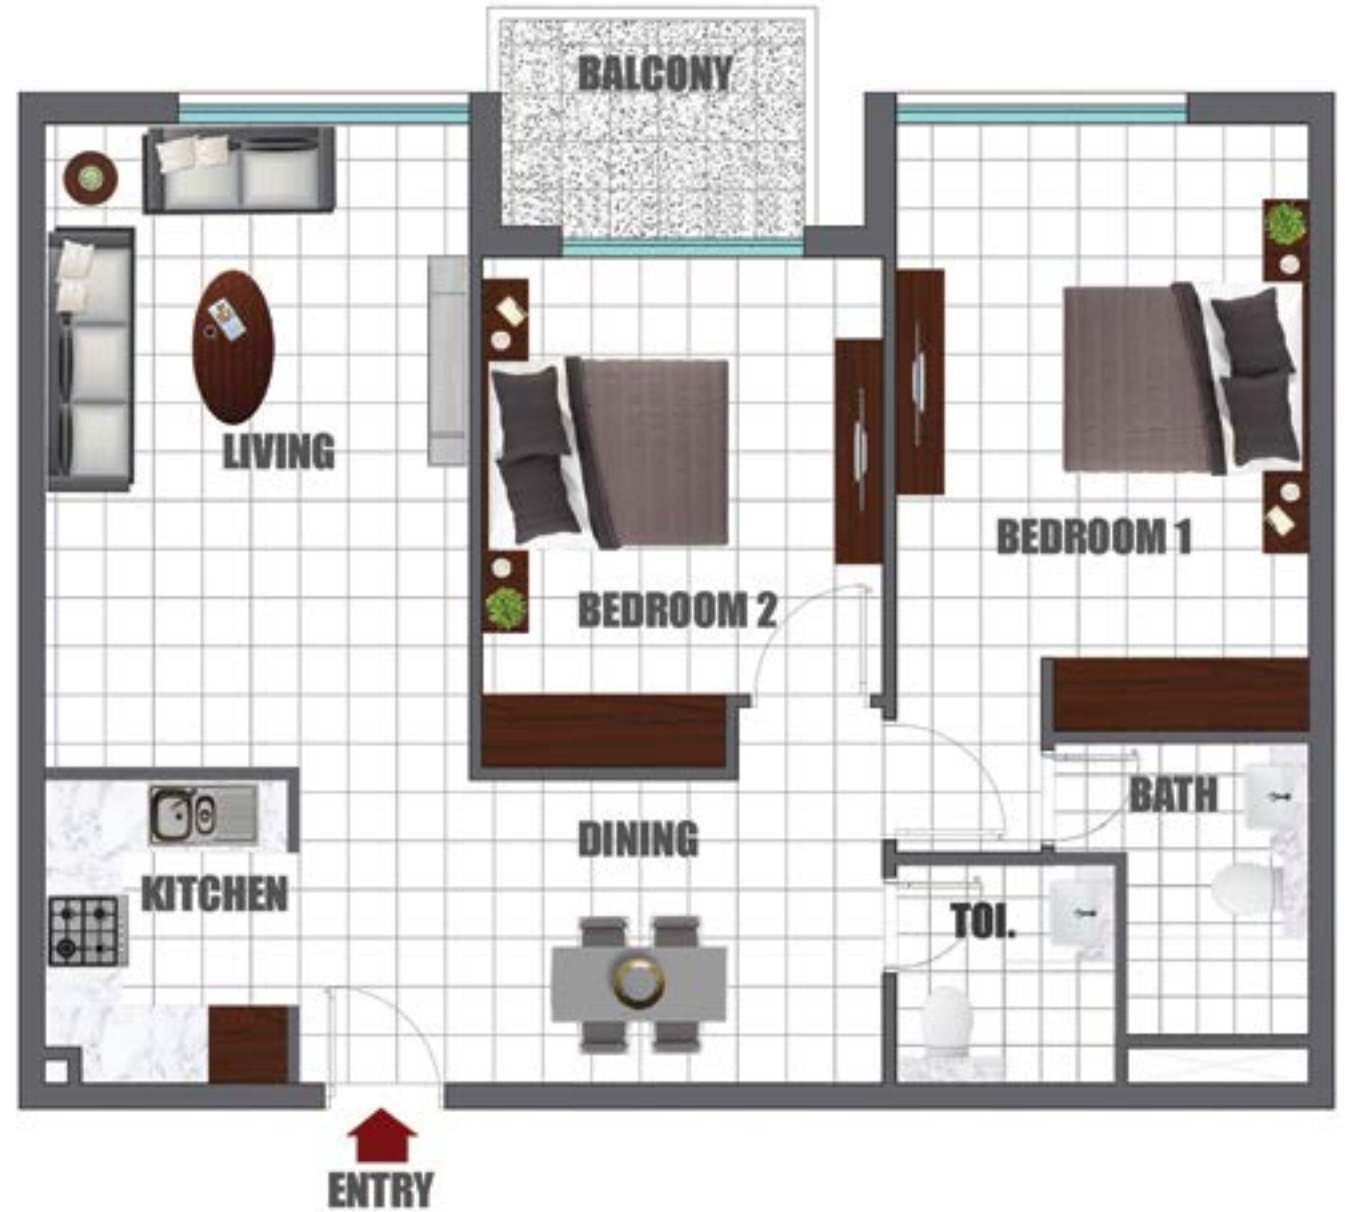 BALCONY
LIVING
BEDROOM 1
BEDROOM 2
BATH
DINING
KITCHEN
TOI.
ENTRY